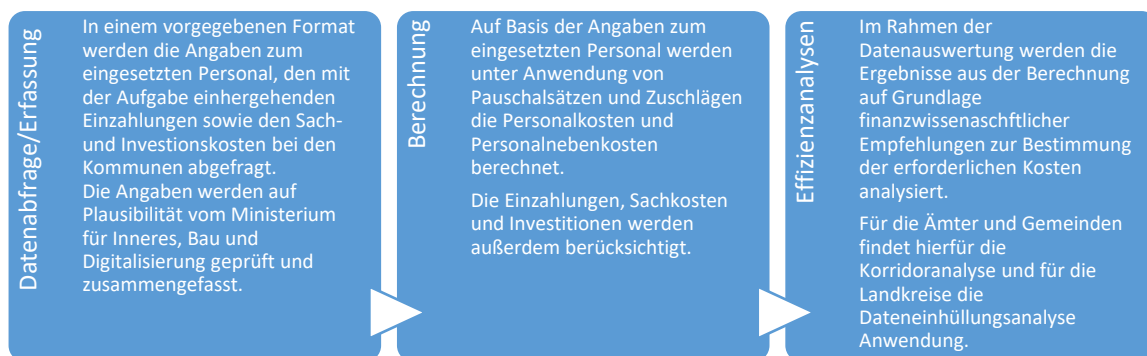 Datenabfrage/Erfassung
In einem vorgegebenen Format
werden die Angaben zum
eingesetzten Personal, den mit
der Aufgabe einhergehenden
Einzahlungen sowie den Sach-
und Investionskosten bei den
Kommunen abgefragt.
Die Angaben werden auf
Plausibilität vom Ministerium
für Inneres, Bau und
Digitalisierung geprüft und
zusammengefasst.
Berechnung
Auf Basis der Angaben zum
eingesetzten Personal werden
unter Anwendung von
Pauschalsätzen und Zuschlägen
die Personalkosten und
Personalnebenkosten
berechnet.
Die Einzahlungen, Sachkosten
und Investitionen werden
außerdem berücksichtigt.
Effizienzanalysen
Im Rahmen der
Datenauswertung werden die
Ergebnisse aus der Berechnung
auf Grundlage
finanzwissenaschftlicher
Empfehlungen zur Bestimmung
der erforderlichen Kosten
analysiert.
Für die Ämter und Gemeinden
findet hierfür die
Korridoranalyse und für die
Landkreise die
Dateneinhüllungsanalyse
Anwendung.